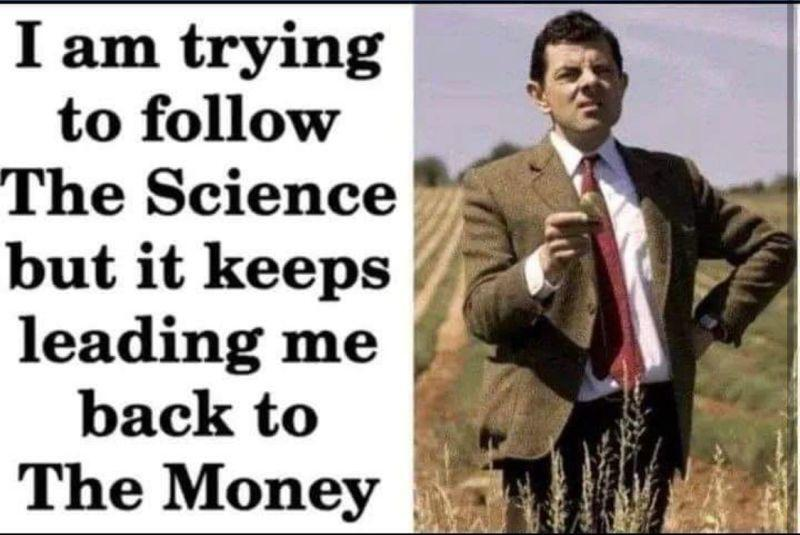 I am trying
to follow
The Science
but it keeps
leading me
back to
The Money